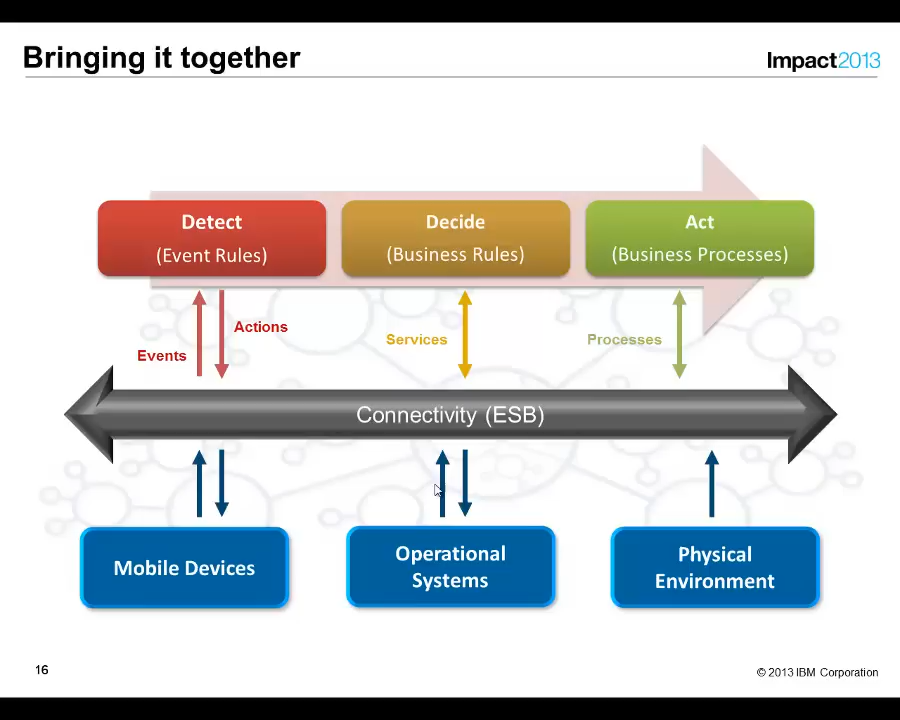 Bringing it together
Impact2013
Detect
(Event Rules)
Decide
(Business Rules)
Act
(Business Processes)
Actions
Events
Services
Processes
Connectivity (ESB)
Mobile Devices
Operational
Systems
Physical
Environment
16
© 2013 IBM Corporation